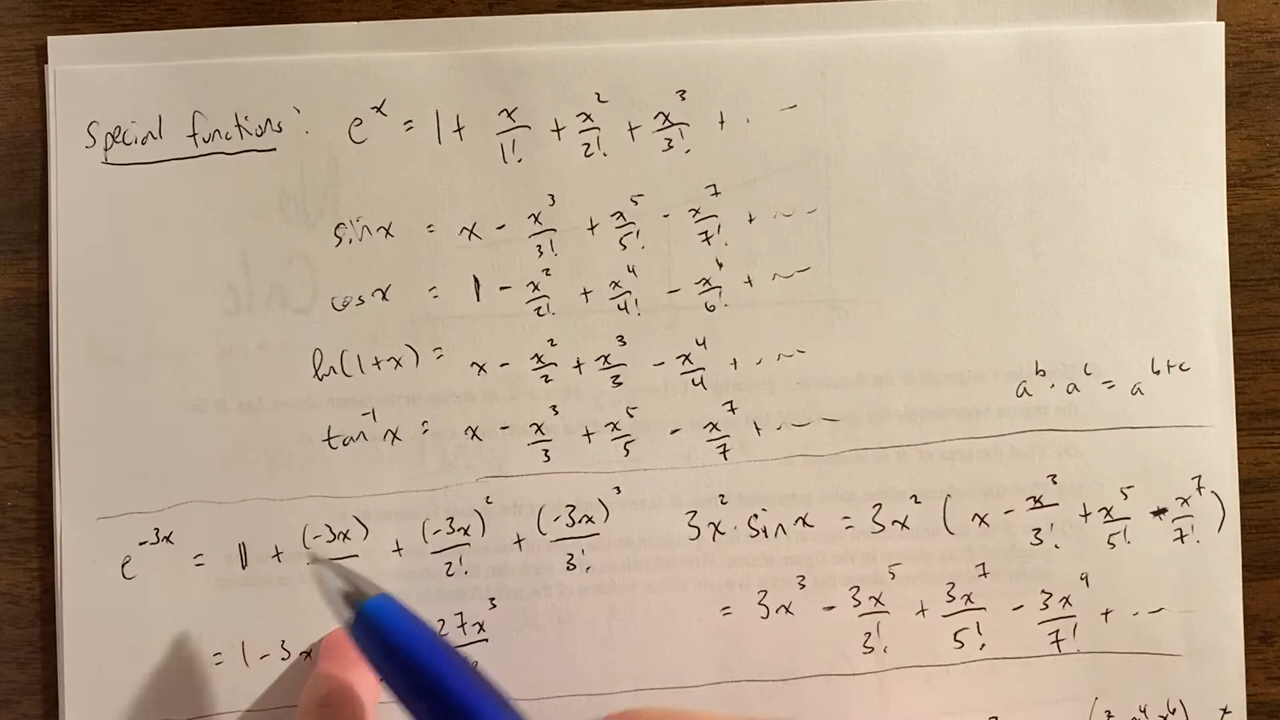 Special functions: e^x = 1 + x/1! + x^2/2! + x^3/3! + ...
sin x = x - x^3/3! + x^5/5! - x^7/7! + ...
cos x = 1 - x^2/2! + x^4/4! - x^6/6! + ...
ln(1+x) = x - x^2/2 + x^3/3 - x^4/4 + ...
a^b · a^c = a^{b+c}
tan^{-1} x = x - x^3/3 + x^5/5 - x^7/7 + ...
e^{-3x} = 1 + (-3x)/ + (-3x)^2/2! + (-3x)^3/3!
= 1 - 3x 27x^3
3x^2 · sin x = 3x^2 (x - x^3/3! + x^5/5! - x^7/7!)
= 3x^3 - 3x^5/3! + 3x^7/5! - 3x^9/7! + ...